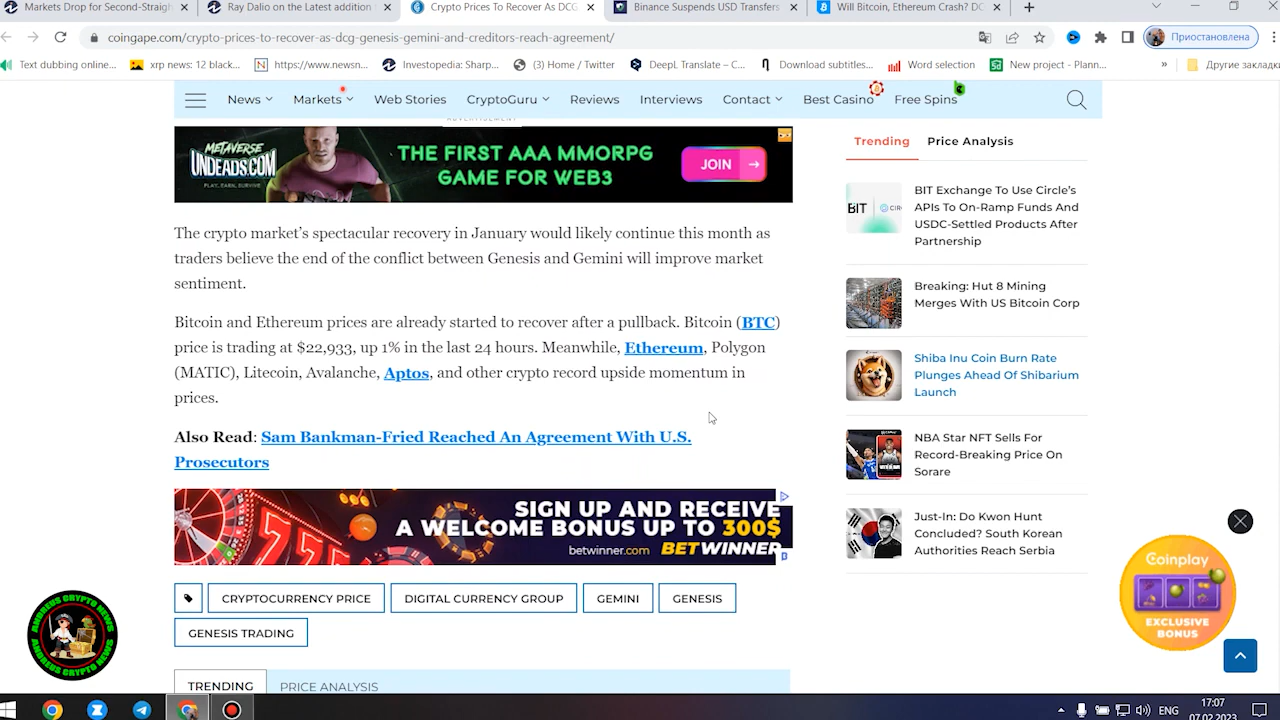 Markets Drop for Second-Straigh
Ray Dalio on the Latest addition
Crypto Prices To Recover As DCG,
Binance Suspends USD Transfers
Will Bitcoin, Ethereum Crash? DC
coingape.com/crypto-prices-to-recover-as-dcg-genesis-gemini-and-creditors-reach-agreement/
Приостановлена
Text dubbing online...
xrp news: 12 black...
https://www.newsn...
Investopedia: Sharp...
(3) Home / Twitter
DeepL Translate – C...
Download subtitles...
Word selection
New project - Plann...
»
Другие закладки
News
Markets
Web Stories
CryptoGuru
Reviews
Interviews
Contact
Best Casino
Free Spins
ADVERTISEMENT
METAVERSE
UNDEADS.COM
PLAY. EARN. SURVIVE.
THE FIRST AAA MMORPG
GAME FOR WEB3
JOIN
The crypto market's spectacular recovery in January would likely continue this month as
traders believe the end of the conflict between Genesis and Gemini will improve market
sentiment.
Bitcoin and Ethereum prices are already started to recover after a pullback. Bitcoin (BTC)
price is trading at $22,933, up 1% in the last 24 hours. Meanwhile, Ethereum, Polygon
(MATIC), Litecoin, Avalanche, Aptos, and other crypto record upside momentum in
prices.
Also Read: Sam Bankman-Fried Reached An Agreement With U.S.
Prosecutors
777
SIGN UP AND RECEIVE
A WELCOME BONUS UP TO 300$
betwinner.com BETWINNER
CRYPTOCURRENCY PRICE
DIGITAL CURRENCY GROUP
GEMINI
GENESIS
GENESIS TRADING
TRENDING
PRICE ANALYSIS
Trending
Price Analysis
BIT
CIR
BIT Exchange To Use Circle's
APIs To On-Ramp Funds And
USDC-Settled Products After
Partnership
Breaking: Hut 8 Mining
Merges With US Bitcoin Corp
Shiba Inu Coin Burn Rate
Plunges Ahead Of Shibarium
Launch
NBA Star NFT Sells For
Record-Breaking Price On
Sorare
Just-In: Do Kwon Hunt
Concluded? South Korean
Authorities Reach Serbia
Coinplay
EXCLUSIVE
BONUS
ANDREUS CRYPTO NEWS
ANDREUS CRYPTO NEWS
ENG
17:07
07.02.2023